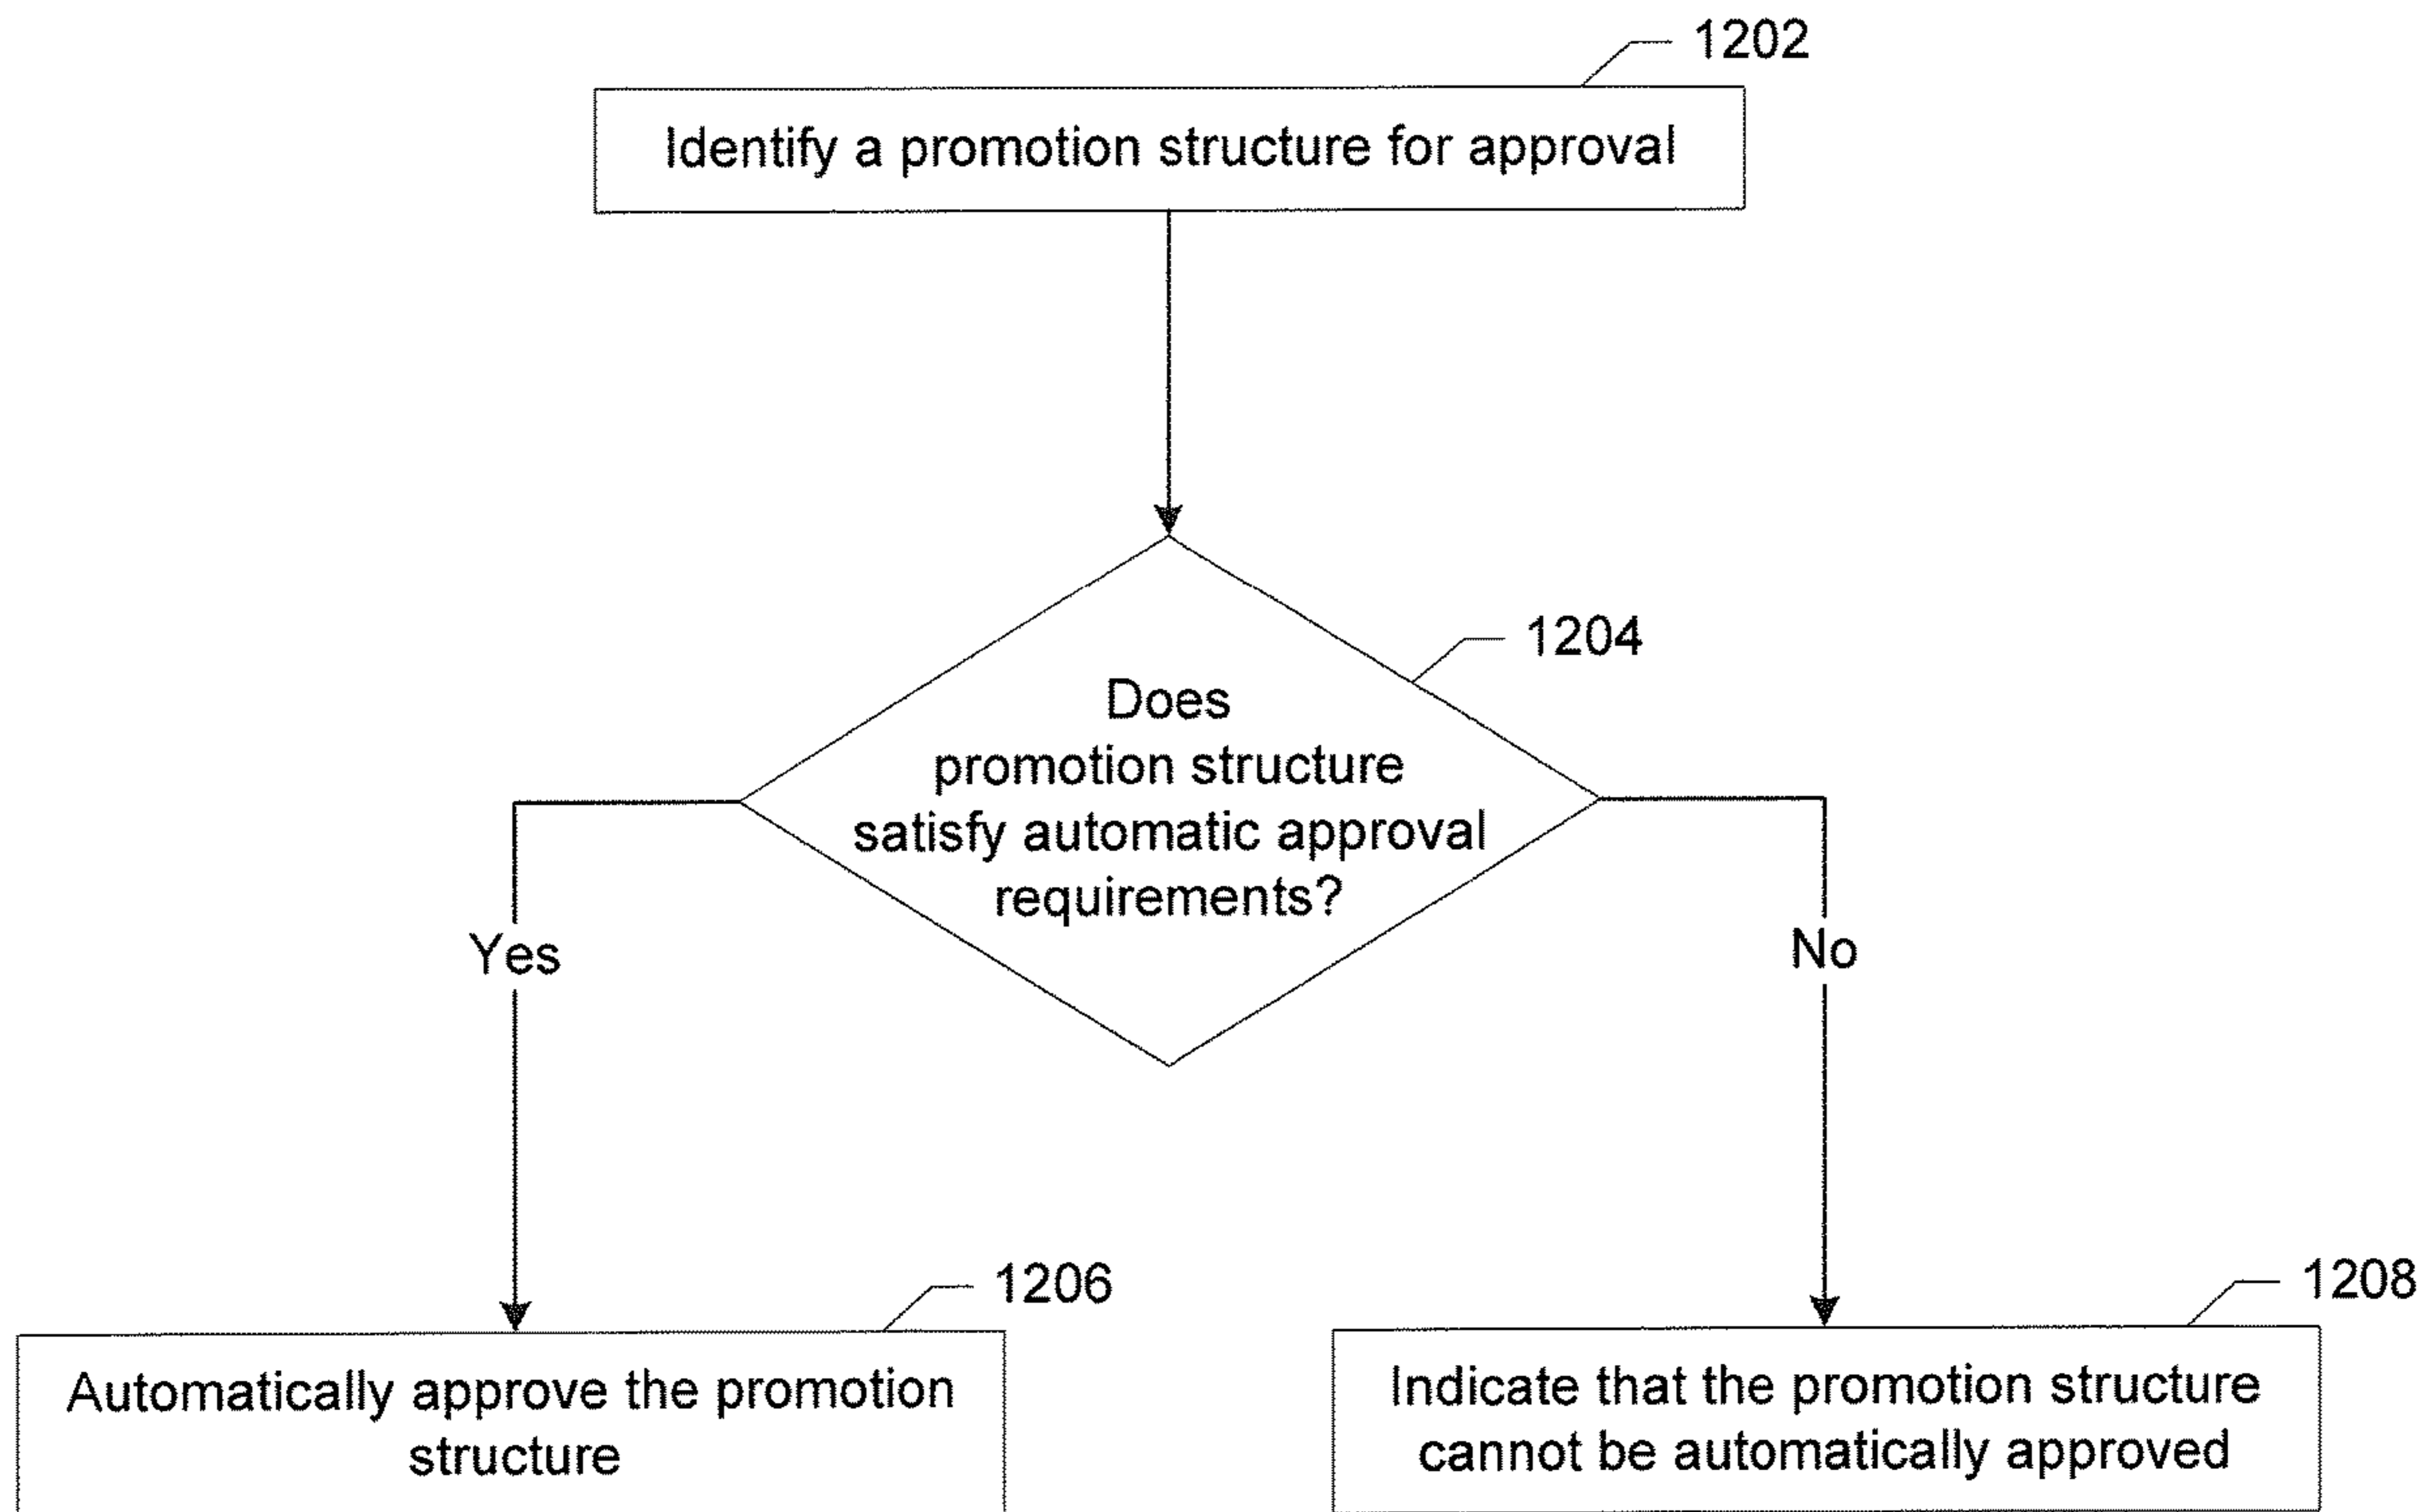 1202
Identify a promotion structure for approval
1204
Does
promotion structure
satisfy automatic approval
requirements?
Yes
No
1206
Automatically approve the promotion
structure
1208
Indicate that the promotion structure
cannot be automatically approved